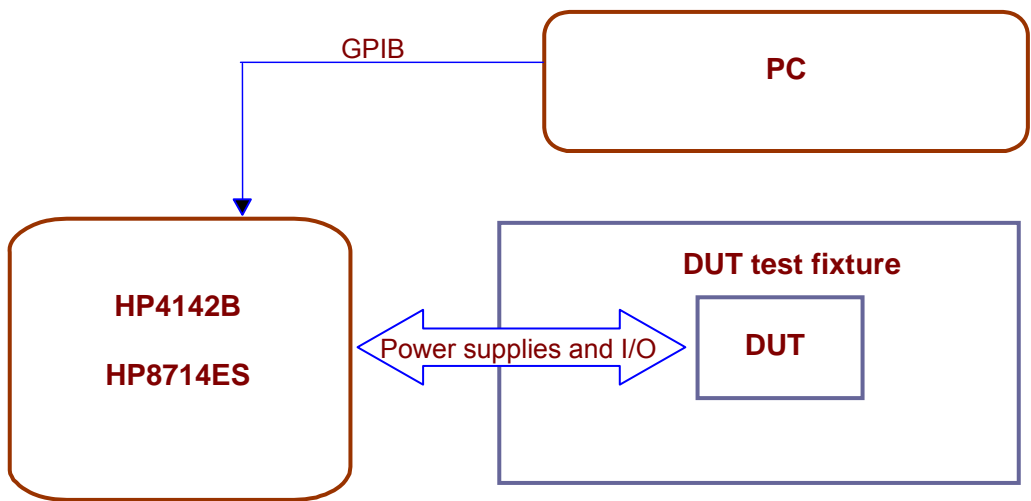 GPIB
PC
HP4142B
HP8714ES
Power supplies and I/O
DUT test fixture
DUT